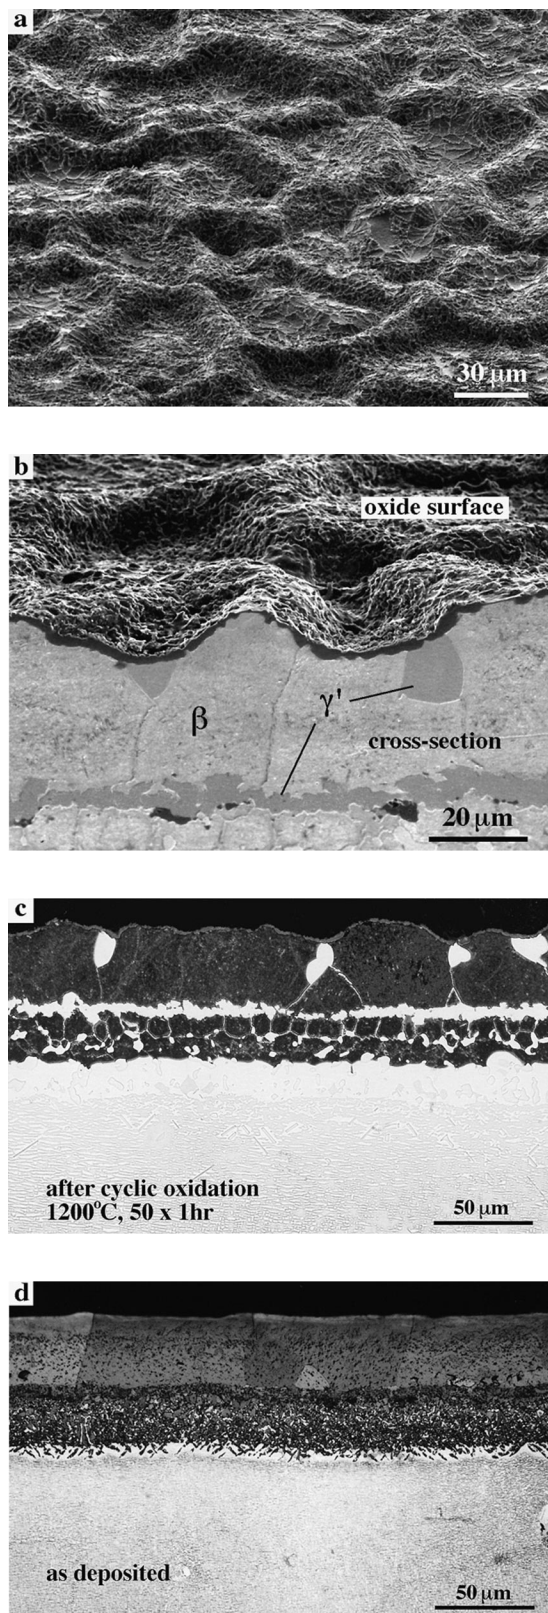 a
30 μm
b
oxide surface
γ'
β
cross-section
20 μm
c
after cyclic oxidation
1200°C, 50 x 1hr
50 μm
d
as deposited
50 μm